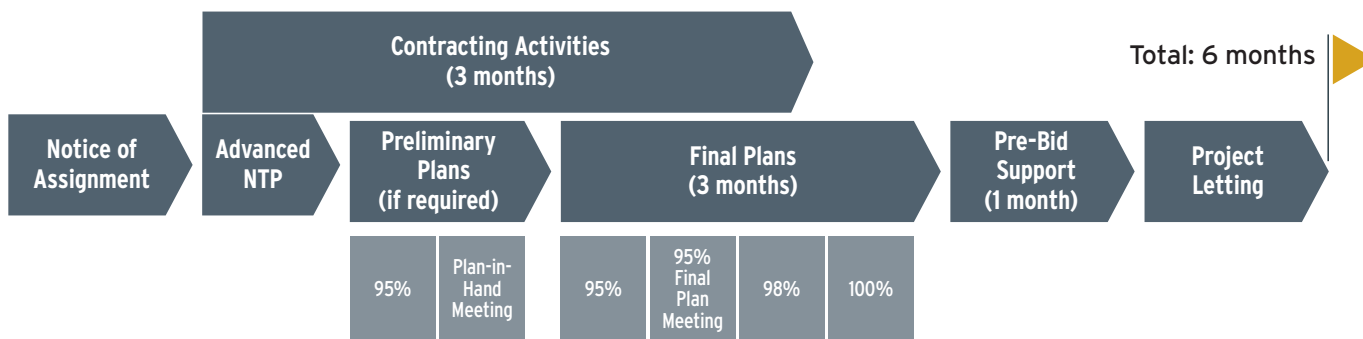 Contracting Activities
(3 months)
Total: 6 months
Notice of
Assignment
Advanced
NTP
Preliminary
Plans
(if required)
Final Plans
(3 months)
Pre-Bid
Support
(1 month)
Project
Letting
95%
Plan-in-
Hand
Meeting
95%
95%
Final
Plan
Meeting
98%
100%